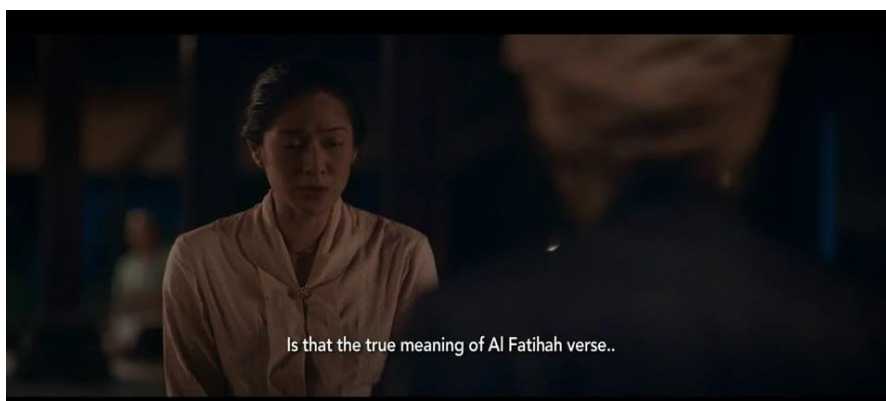 Is that the true meaning of Al Fatihah verse..